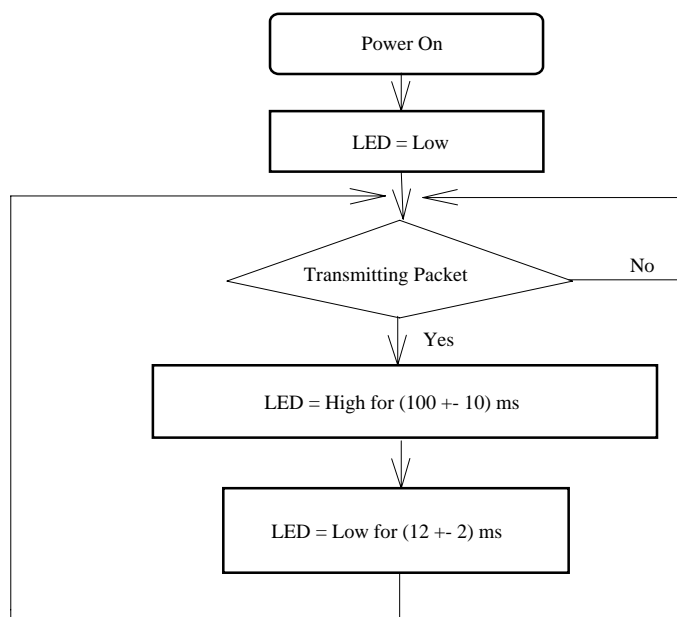 Power On
LED = Low
Transmitting Packet
No
Yes
LED = High for (100 +- 10) ms
LED = Low for (12 +- 2) ms